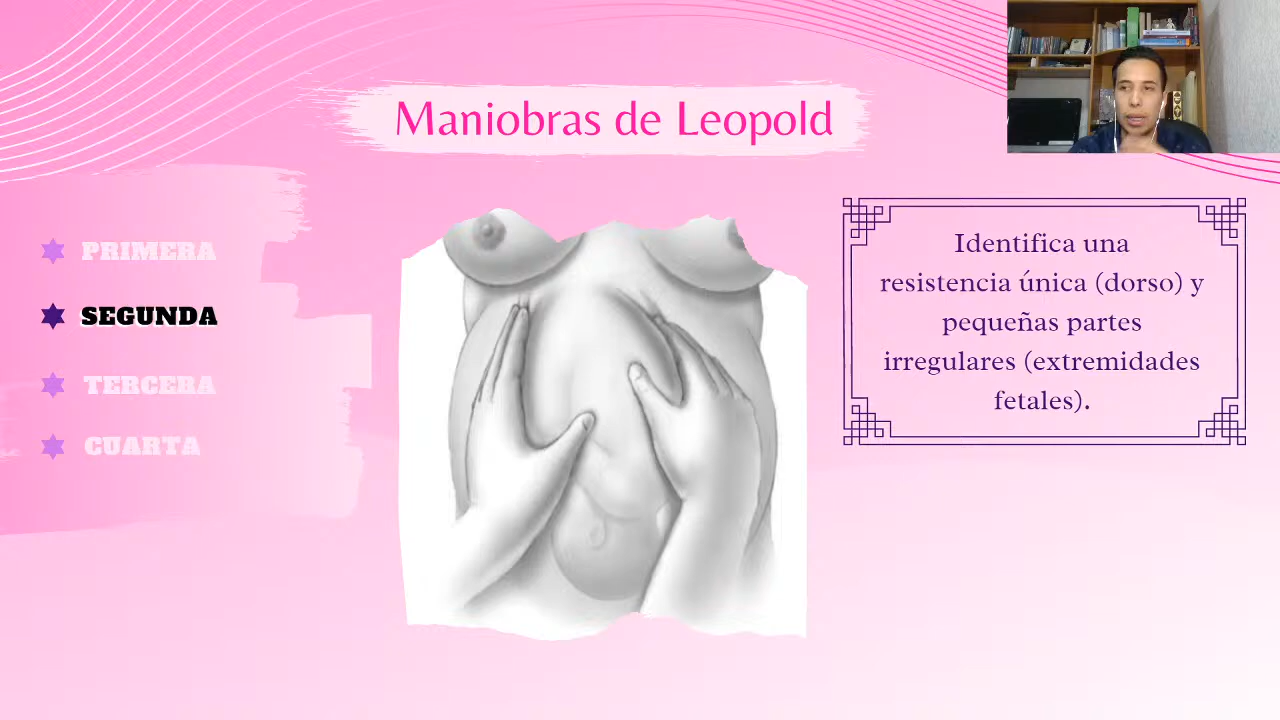 Maniobras de Leopold
PRIMERA
SEGUNDA
TERCERA
CUARTA
Identifica una
resistencia única (dorso) y
pequeñas partes
irregulares (extremidades
fetales).